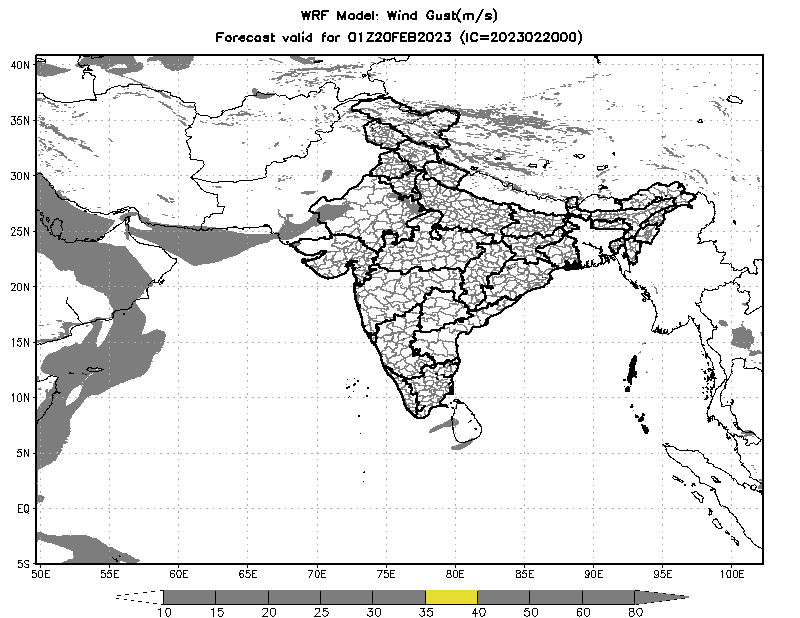 WRF Model: Wind Gust(m/s)
Forecast valid for 01Z20FEB2023 (IC=2023022000)
40N
35N
30N
25N
20N
15N
10N
5N
EQ
5S
50E 55E 60E 65E 70E 75E 80E 85E 90E 95E 100E
10 15 20 25 30 35 40 50 60 80